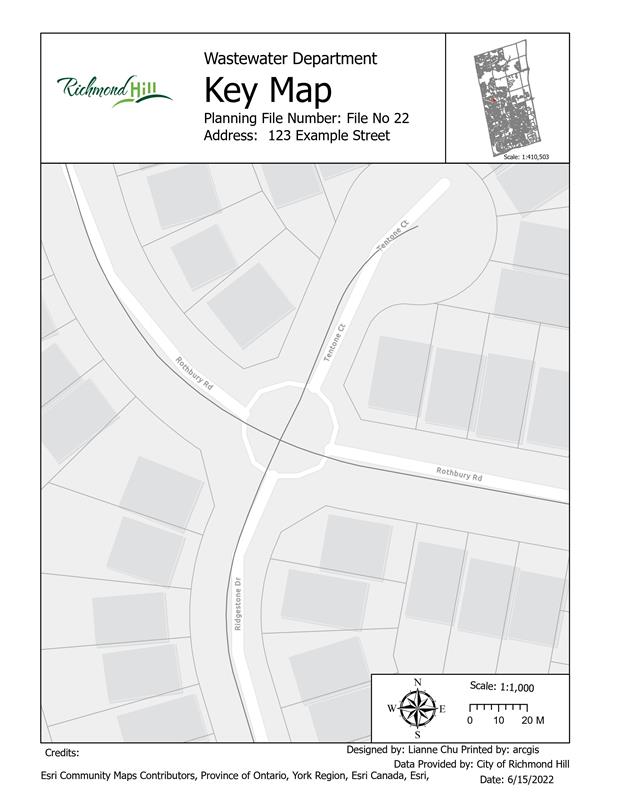 Richmond Hill
Wastewater Department
Key Map
Planning File Number: File No 22
Address: 123 Example Street
Scale: 1:410,503
Tentone Ct
Tentone Ct
Rothbury Rd
Rothbury Rd
Ridgestone Dr
N
W E
S
Scale: 1:1,000
0 10 20 M
Credits:
Designed by: Lianne Chu Printed by: arcgis
Data Provided by: City of Richmond Hill
Esri Community Maps Contributors, Province of Ontario, York Region, Esri Canada, Esri,
Date: 6/15/2022